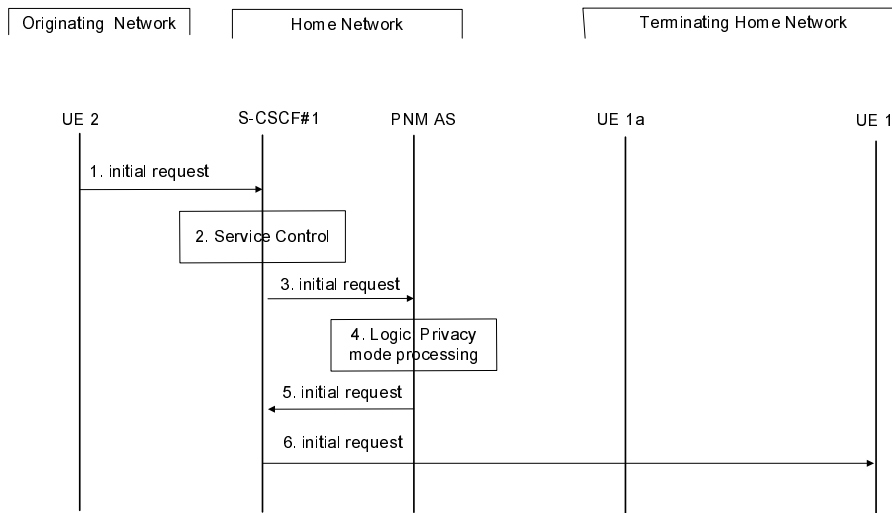 Originating Network
Home Network
Terminating Home Network
UE 2
S-CSCF#1
PNM AS
UE 1a
UE 1
1. initial request
2. Service Control
3. initial request
4. Logic Privacy
mode processing
5. initial request
6. initial request